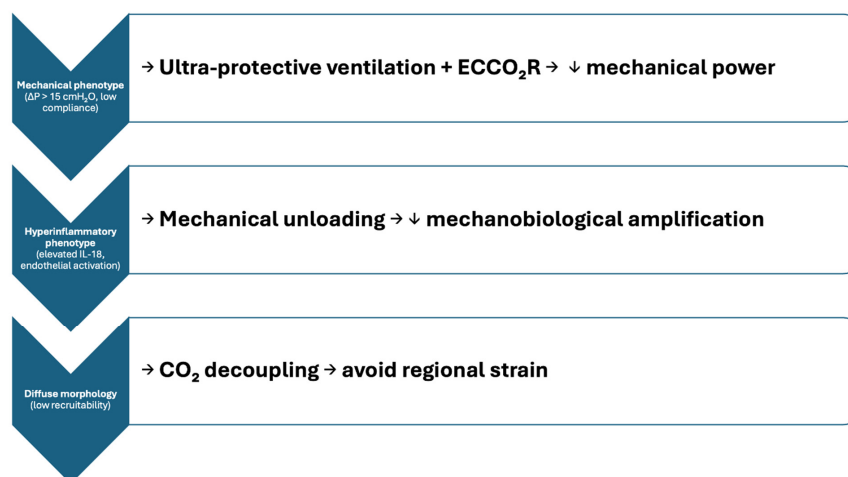 Mechanical phenotype
(ΔP > 15 cmH₂O, low
compliance)
→ Ultra-protective ventilation + ECCO₂R → ↓ mechanical power
Hyperinflammatory
phenotype
(elevated IL-18,
endothelial activation)
→ Mechanical unloading → ↓ mechanobiological amplification
Diffuse morphology
(low recruitability)
→ CO₂ decoupling → avoid regional strain